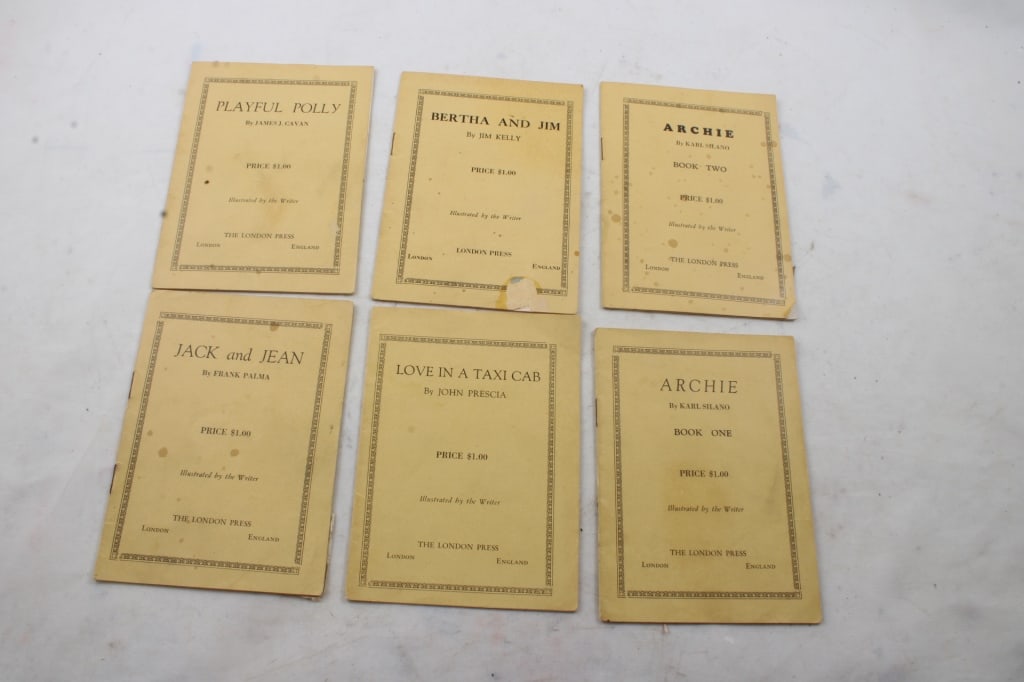 PLAYFUL POLLY
By JAMES J. CAVAN
PRICE $1.00
Illustrated by the Writer
THE LONDON PRESS
LONDON ENGLAND
BERTHA AND JIM
By JIM KELLY
PRICE $1.00
Illustrated by the Writer
LONDON PRESS
LONDON ENGLAND
ARCHIE
By KARL SILANO
BOOK TWO
PRICE $1.00
Illustrated by the Writer
THE LONDON PRESS
LONDON ENGLAND
JACK and JEAN
By FRANK PALMA
PRICE $1.00
Illustrated by the Writer
THE LONDON PRESS
LONDON ENGLAND
LOVE IN A TAXI CAB
By JOHN PRESCIA
PRICE $1.00
Illustrated by the Writer
THE LONDON PRESS
LONDON ENGLAND
ARCHIE
By KARL SILANO
BOOK ONE
PRICE $1.00
Illustrated by the Writer
THE LONDON PRESS
LONDON ENGLAND